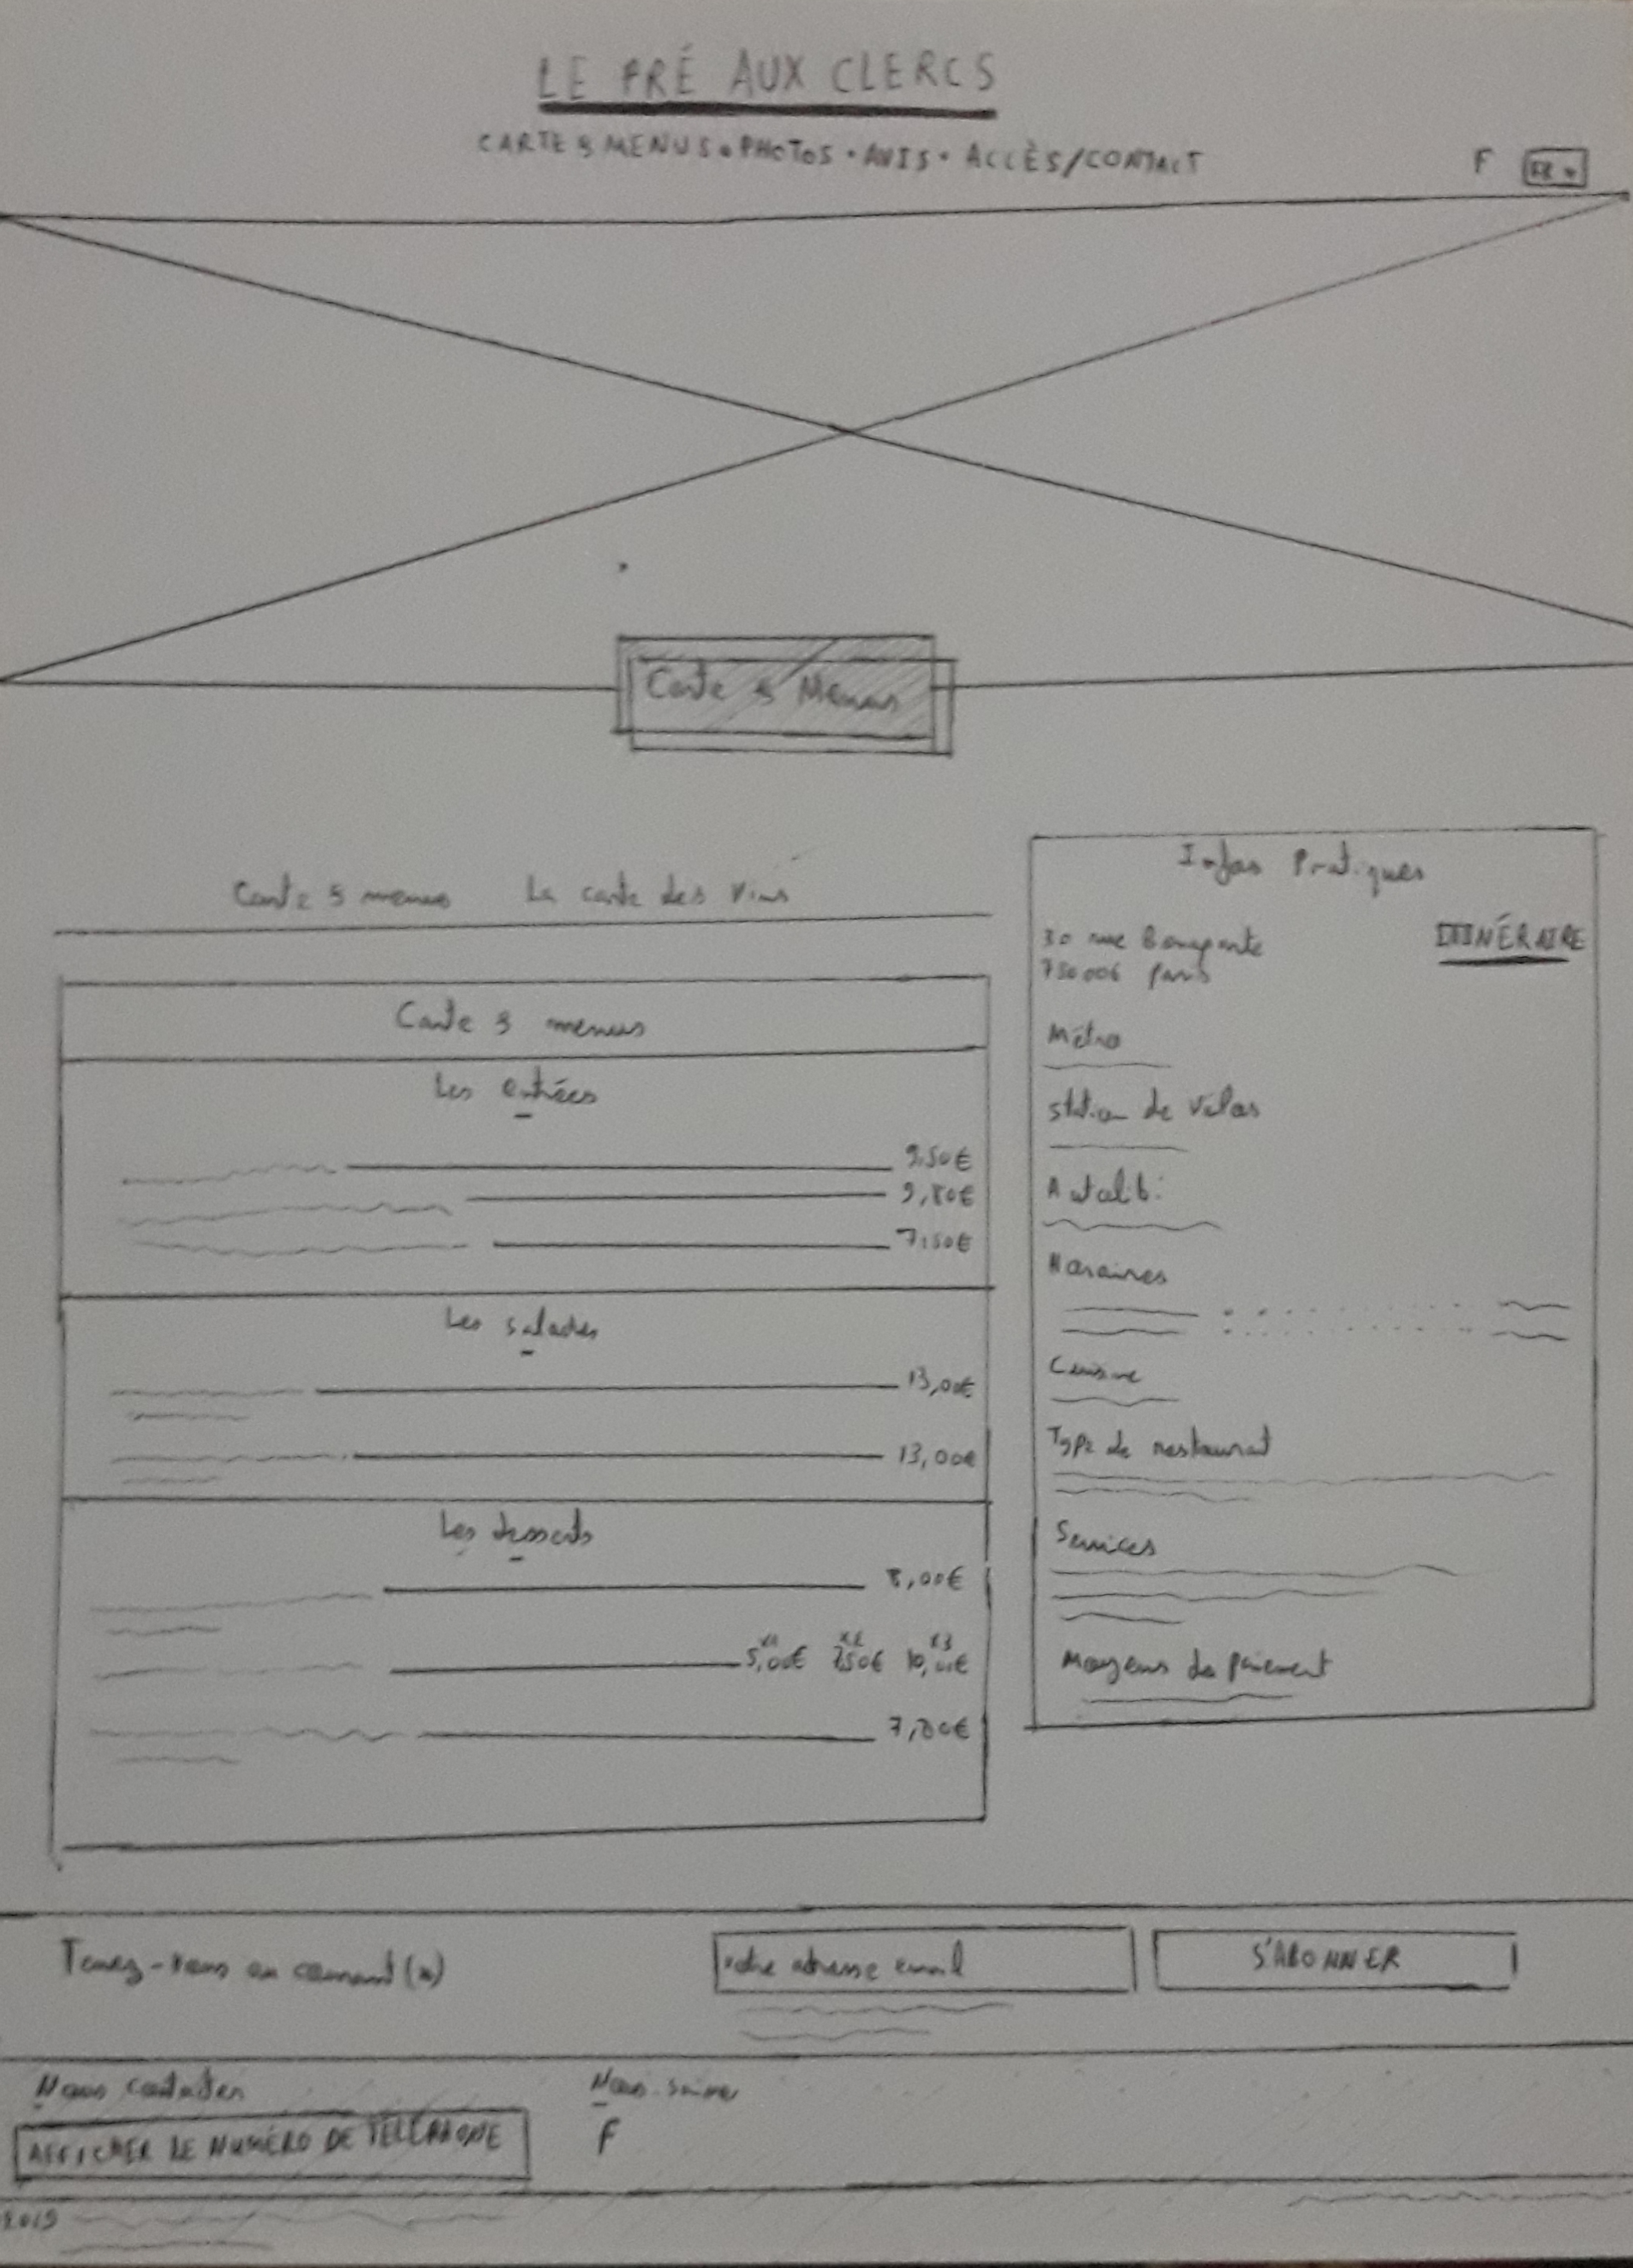 LE PRÉ AUX CLERCS
CARTE & MENUS • PHOTOS • AVIS • ACCÈS/CONTACT
F
FR
Carte & Menus
Carte & menus
La carte des Vins
Carte & menus
Les entrées
9,50€
9,80€
7,50€
Les salades
13,00€
13,00€
Les desserts
8,00€
x1 x2 x3
5,00€ 7,50€ 10,00€
7,80€
Infos Pratiques
30 rue Bonaparte
750006 Paris
ITINÉRAIRE
Métro
Station de Vélos
Autolib'
Horaires
Cuisine
Type de restaurant
Services
Moyens de paiement
Tenez-vous au courant (*)
votre adresse email
S'ABONNER
Nous contacter
AFFICHER LE NUMÉRO DE TÉLÉPHONE
Nous suivre
F
2019